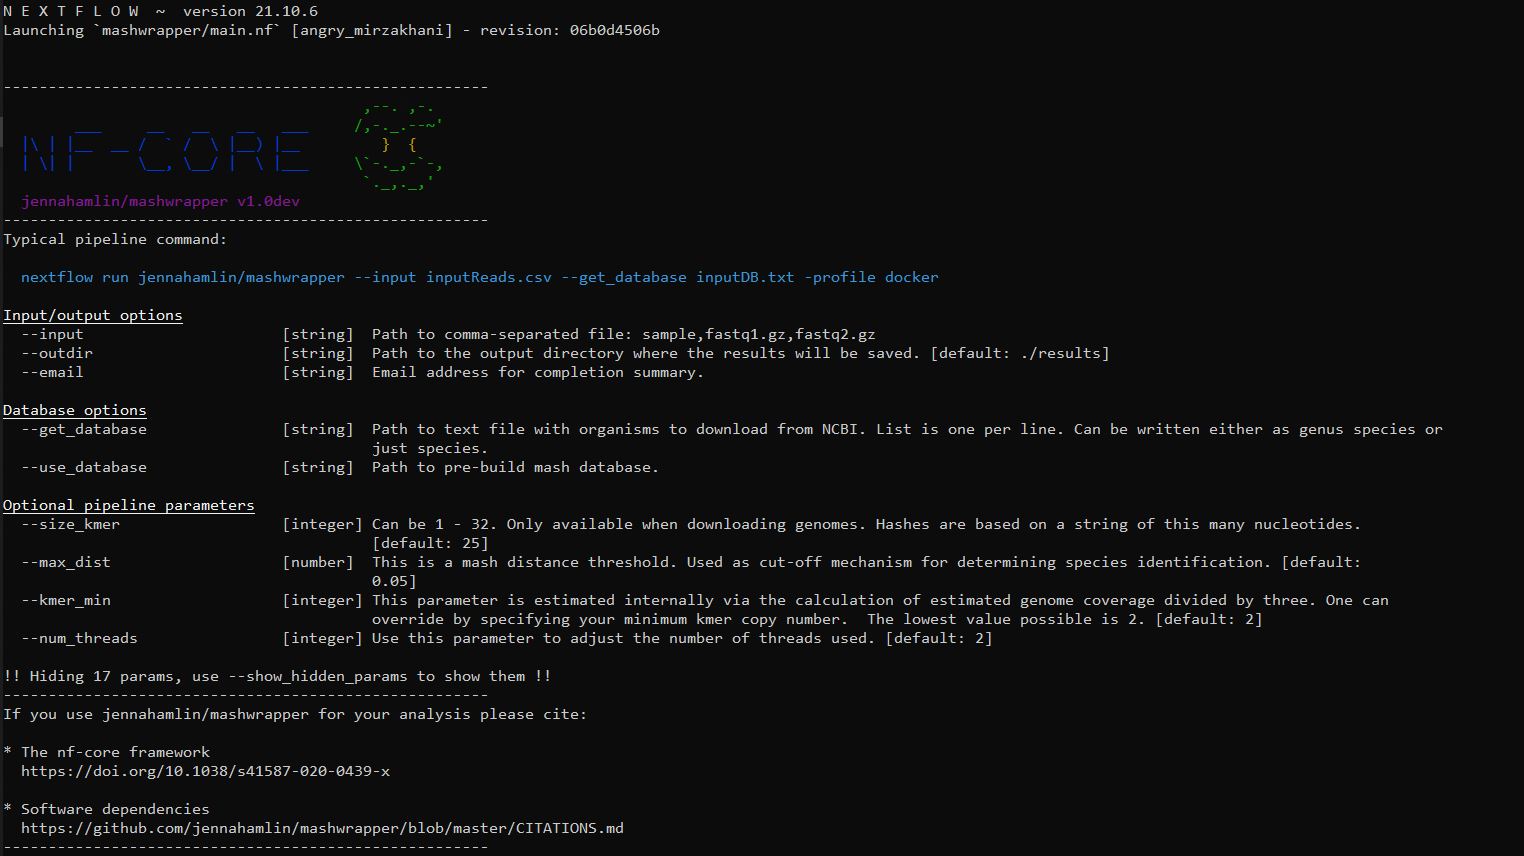 N E X T F L O W  ~  version 21.10.6
Launching `mashwrapper/main.nf` [angry_mirzakhani] - revision: 06b0d4506b
------------------------------------------------------
                                        ,--. ,-.
        ___     __   __   __   ___     /,-._.--~'
  |\ | |__  __ /  ` /  \ |__) |__         }  {
  | \| |       \__, \__/ |  \ |___     \`-._,-`-,
                                        `._,._,'
  jennahamlin/mashwrapper v1.0dev
------------------------------------------------------
Typical pipeline command:
  nextflow run jennahamlin/mashwrapper --input inputReads.csv --get_database inputDB.txt -profile docker
Input/output options
  --input                      [string]  Path to comma-separated file: sample,fastq1.gz,fastq2.gz
  --outdir                     [string]  Path to the output directory where the results will be saved. [default: ./results]
  --email                      [string]  Email address for completion summary.
Database options
  --get_database               [string]  Path to text file with organisms to download from NCBI. List is one per line. Can be written either as genus species or
                                         just species.
  --use_database               [string]  Path to pre-build mash database.
Optional pipeline parameters
  --size_kmer                  [integer] Can be 1 - 32. Only available when downloading genomes. Hashes are based on a string of this many nucleotides.
                                         [default: 25]
  --max_dist                   [number]  This is a mash distance threshold. Used as cut-off mechanism for determining species identification. [default:
                                         0.05]
  --kmer_min                   [integer] This parameter is estimated internally via the calculation of estimated genome coverage divided by three. One can
                                         override by specifying your minimum kmer copy number.  The lowest value possible is 2. [default: 2]
  --num_threads                [integer] Use this parameter to adjust the number of threads used. [default: 2]
!! Hiding 17 params, use --show_hidden_params to show them !!
------------------------------------------------------
If you use jennahamlin/mashwrapper for your analysis please cite:
* The nf-core framework
  https://doi.org/10.1038/s41587-020-0439-x
* Software dependencies
  https://github.com/jennahamlin/mashwrapper/blob/master/CITATIONS.md
------------------------------------------------------